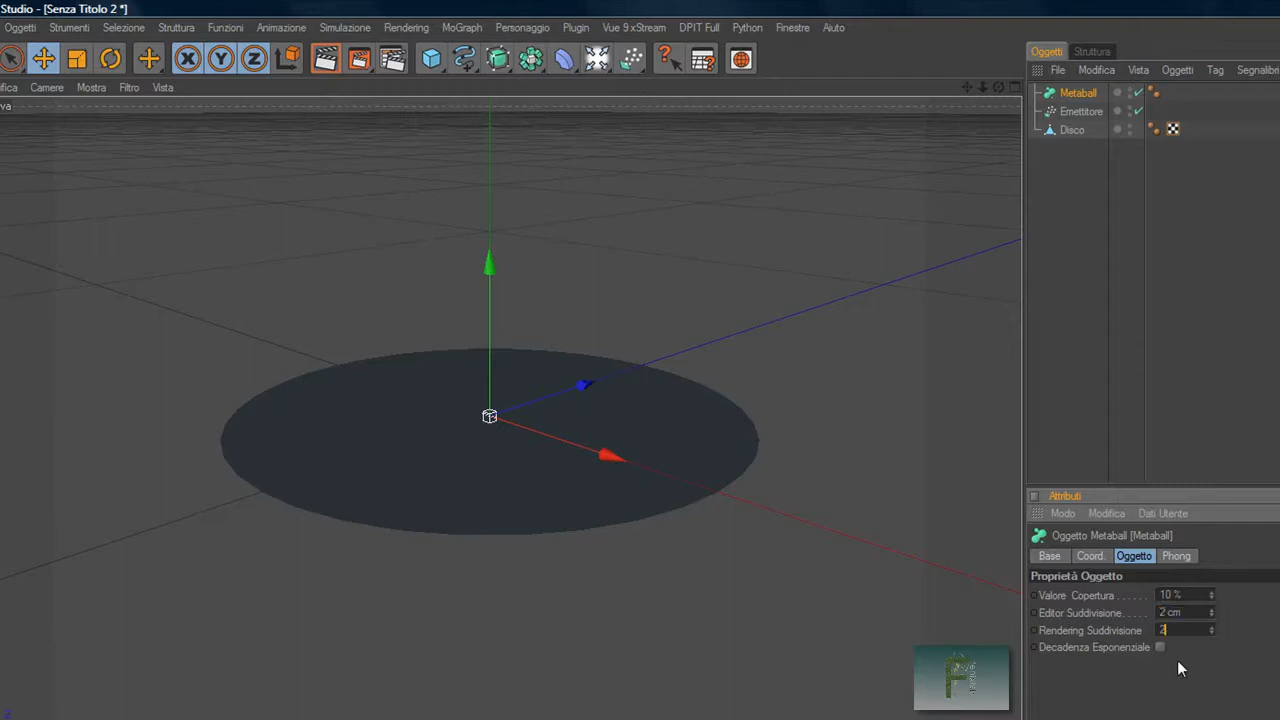 Studio - [Senza Titolo 2 *]
Oggetti Strumenti Selezione Struttura Funzioni Animazione Simulazione Rendering MoGraph Personaggio Plugin Vue 9 xStream DPIT Full Python Finestre Aiuto
Camere Mostra Filtro Vista
Oggetti Struttura
File Modifica Vista Oggetti Tag
Metaball
Emettitore
Disco
Attributi
Modo Modifica Dati Utente
Oggetto Metaball [Metaball]
Base Coord. Oggetto Phong
Proprietà Oggetto
Valore Copertura . . . . . . 10 %
Editor Suddivisione. . . . . 2 cm
Rendering Suddivisione 2
Decadenza Esponenziale